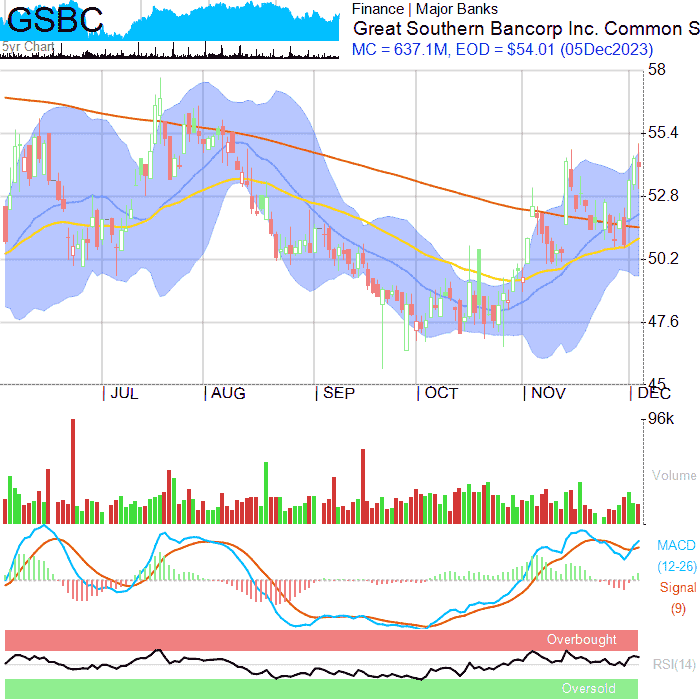 GSBC
5yr Chart
Finance | Major Banks
Great Southern Bancorp Inc. Common S
MC = 637.1M, EOD = $54.01 (05Dec2023)
58
55.4
52.8
50.2
47.6
45
JUL AUG SEP OCT NOV DEC
96k
Volume
MACD
(12-26)
Signal
(9)
Overbought
RSI(14)
Oversold